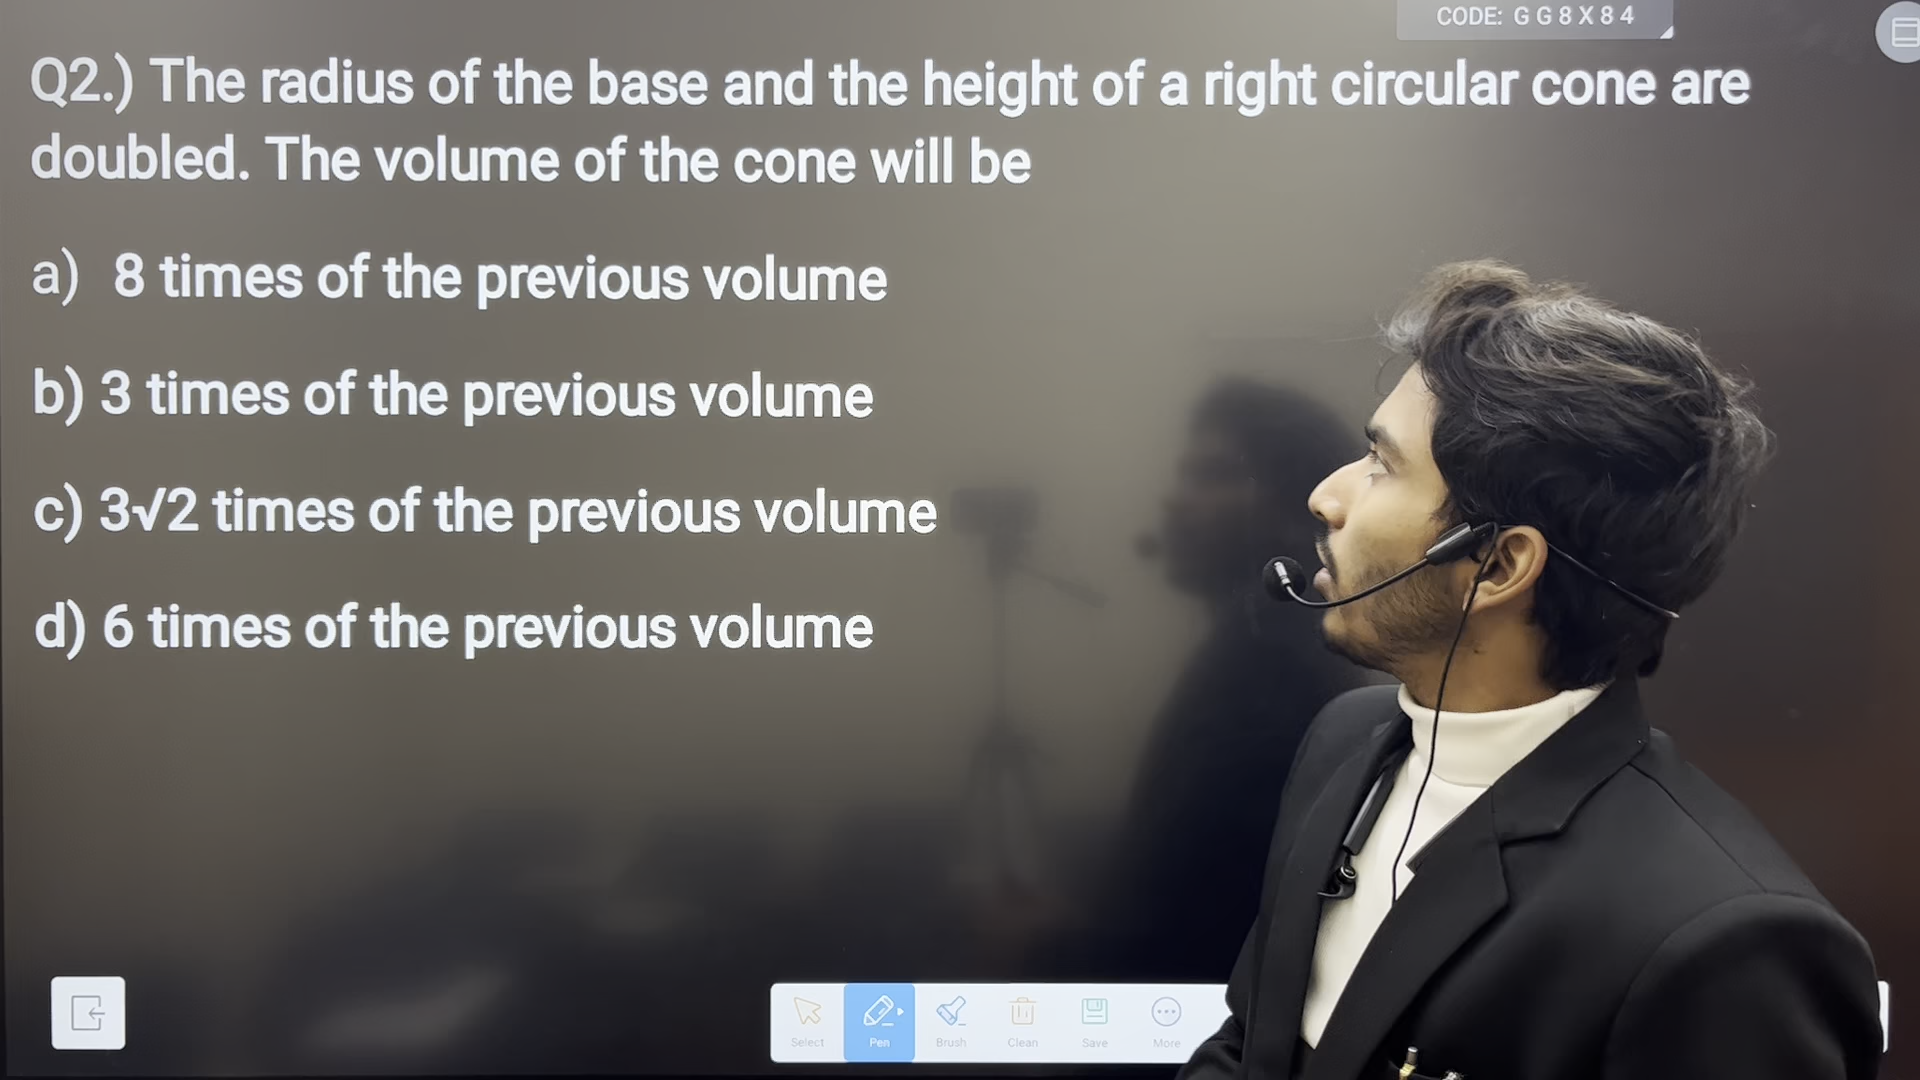 CODE: G G 8 X 8 4
Q2.) The radius of the base and the height of a right circular cone are
doubled. The volume of the cone will be
a) 8 times of the previous volume
b) 3 times of the previous volume
c) 3√2 times of the previous volume
d) 6 times of the previous volume
Select Pen Brush Clean Save More